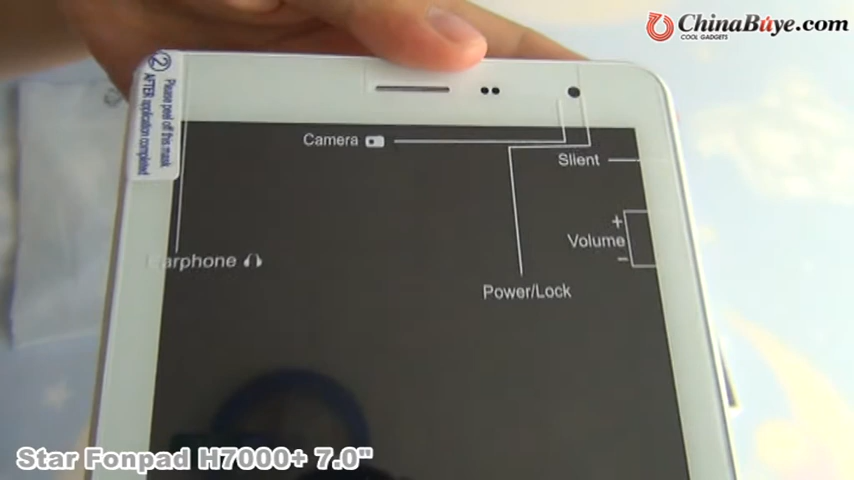 ChinaBuye.com
COOL GADGETS
2
Please peel off this mask
AFTER application completed
Camera
Slient
+
Volume
-
Earphone
Power/Lock
Star Fonpad H7000+ 7.0"